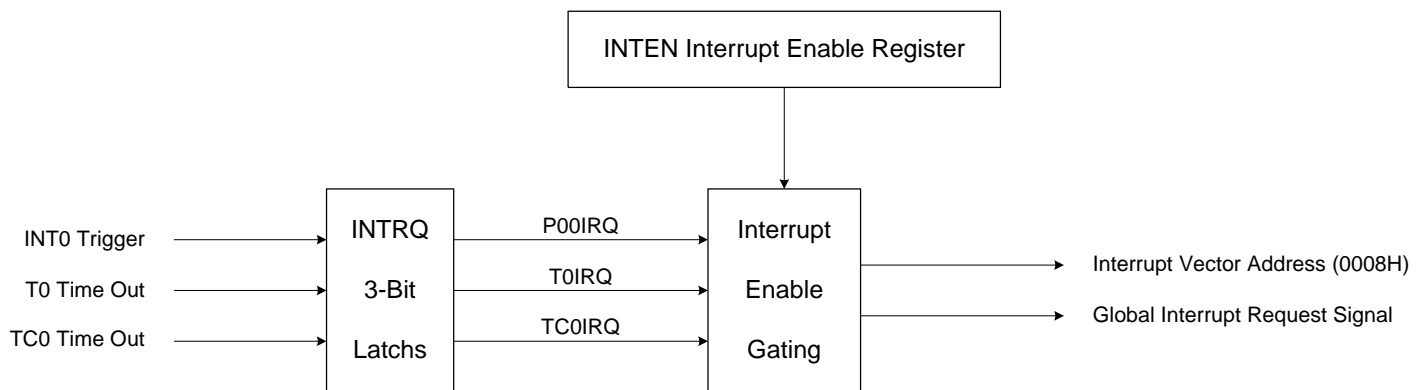 INTEN Interrupt Enable Register
INT0 Trigger
T0 Time Out
TC0 Time Out
INTRQ
3-Bit
Latchs
P00IRQ
T0IRQ
TC0IRQ
Interrupt
Enable
Gating
Interrupt Vector Address (0008H)
Global Interrupt Request Signal